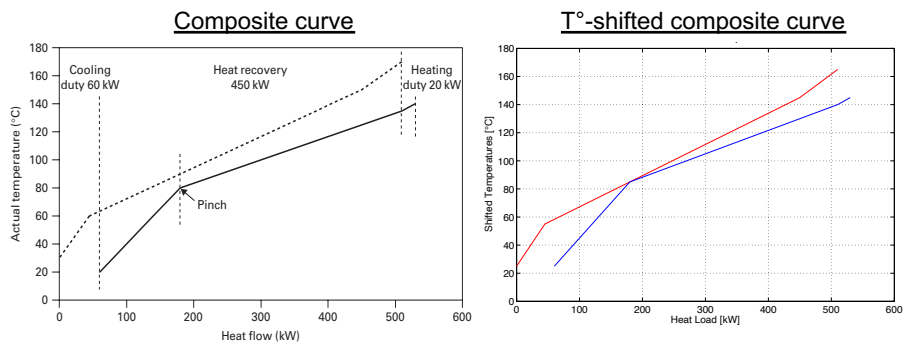 Composite curve
T°-shifted composite curve
180
160
140
120
100
80
60
40
20
0
Actual temperature (°C)
Cooling
duty 60 kW
Heat recovery
450 kW
Heating
duty 20 kW
Pinch
0
100
200
300
400
500
600
Heat flow (kW)
180
160
140
120
100
80
60
40
20
0
Shifted Temperatures [°C]
0
100
200
300
400
500
600
Heat Load [kW]